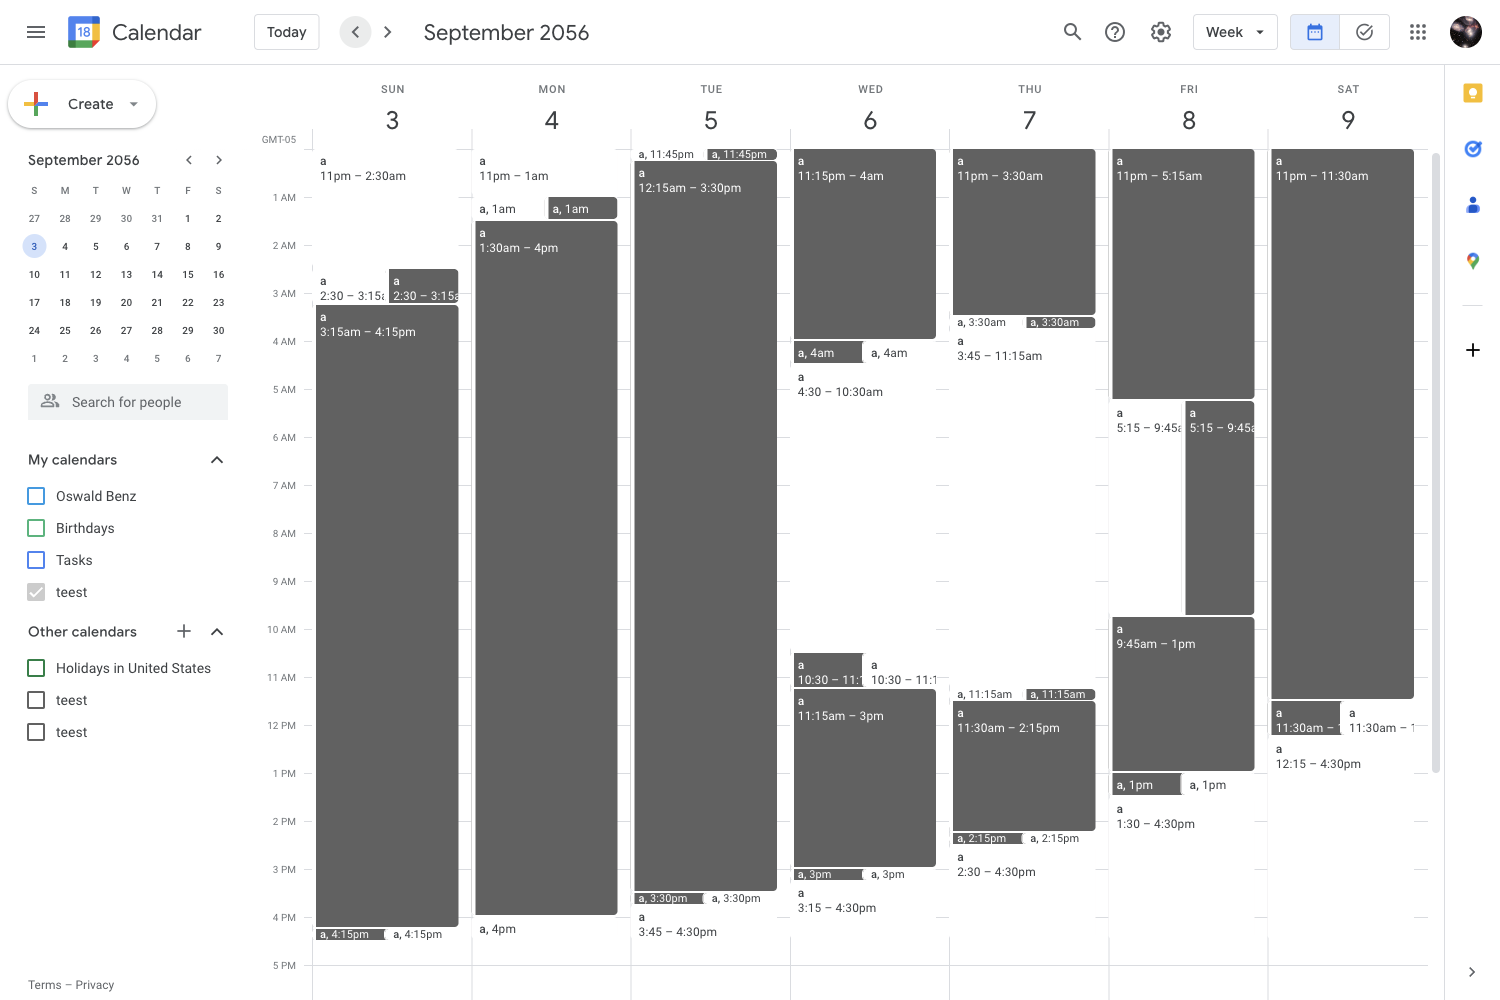 18 Calendar
Today
September 2056
Week
Create
September 2056
S M T W T F S
27 28 29 30 31 1 2
3 4 5 6 7 8 9
10 11 12 13 14 15 16
17 18 19 20 21 22 23
24 25 26 27 28 29 30
1 2 3 4 5 6 7
Search for people
My calendars
Oswald Benz
Birthdays
Tasks
teest
Other calendars
Holidays in United States
teest
teest
Terms – Privacy
GMT-05
1 AM
2 AM
3 AM
4 AM
5 AM
6 AM
7 AM
8 AM
9 AM
10 AM
11 AM
12 PM
1 PM
2 PM
3 PM
4 PM
5 PM
SUN
3
a
11pm – 2:30am
a
2:30 – 3:15a
a
2:30 – 3:15a
a
3:15am – 4:15pm
a, 4:15pm
a, 4:15pm
MON
4
a
11pm – 1am
a, 1am
a, 1am
a
1:30am – 4pm
a, 4pm
TUE
5
a, 11:45pm
a, 11:45pm
a
12:15am – 3:30pm
a, 3:30pm
a, 3:30pm
a
3:45 – 4:30pm
WED
6
a
11:15pm – 4am
a, 4am
a, 4am
a
4:30 – 10:30am
a
10:30 – 11:1
a
10:30 – 11:1
a
11:15am – 3pm
a, 3pm
a, 3pm
a
3:15 – 4:30pm
THU
7
a
11pm – 3:30am
a, 3:30am
a, 3:30am
a
3:45 – 11:15am
a, 11:15am
a, 11:15am
a
11:30am – 2:15pm
a, 2:15pm
a, 2:15pm
a
2:30 – 4:30pm
FRI
8
a
11pm – 5:15am
a
5:15 – 9:45a
a
5:15 – 9:45a
a
9:45am – 1pm
a, 1pm
a, 1pm
a
1:30 – 4:30pm
SAT
9
a
11pm – 11:30am
a
11:30am – 1
a
11:30am – 1
a
12:15 – 4:30pm